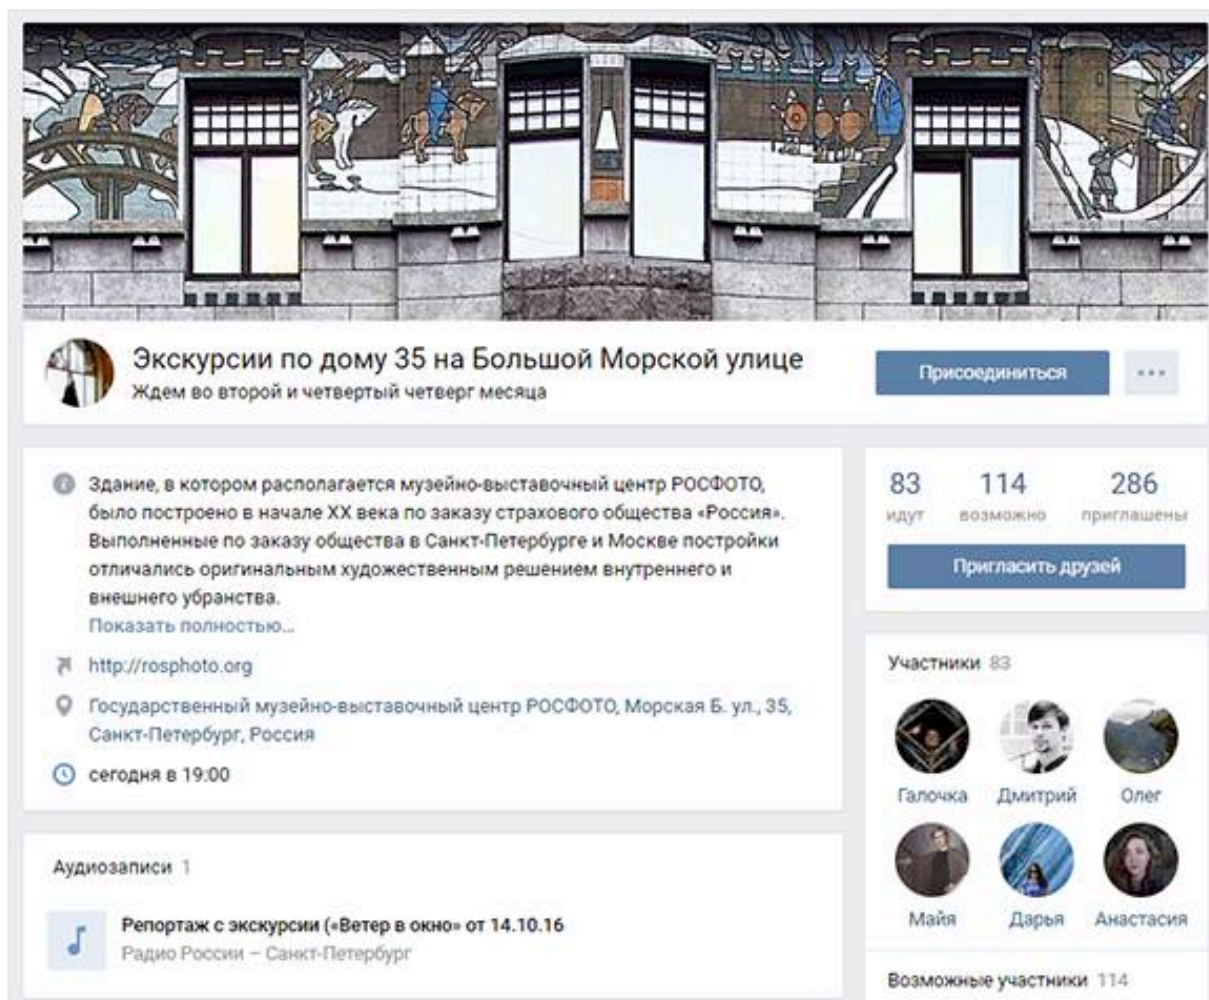 Экскурсии по дому 35 на Большой Морской улице
Ждем во второй и четвертый четверг месяца
Присоединиться
Здание, в котором располагается музейно-выставочный центр РОСФОТО,
было построено в начале XX века по заказу страхового общества «Россия».
Выполненные по заказу общества в Санкт-Петербурге и Москве постройки
отличались оригинальным художественным решением внутреннего и
внешнего убранства.
Показать полностью...
http://rosphoto.org
Государственный музейно-выставочный центр РОСФОТО, Морская Б. ул., 35,
Санкт-Петербург, Россия
сегодня в 19:00
Аудиозаписи 1
Репортаж с экскурсии («Ветер в окно» от 14.10.16
Радио России – Санкт-Петербург
83 114 286
идут возможно приглашены
Пригласить друзей
Участники 83
Галочка Дмитрий Олег
Майя Дарья Анастасия
Возможные участники 114